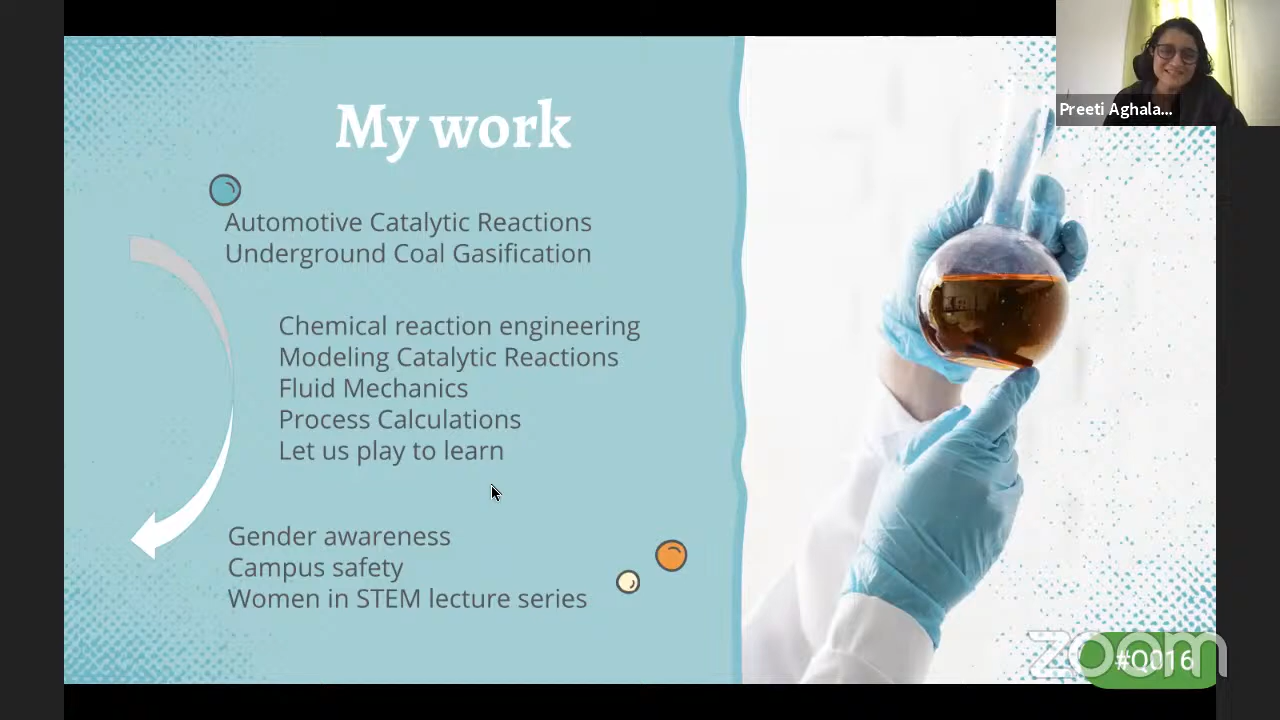 My work
Automotive Catalytic Reactions
Underground Coal Gasification
Chemical reaction engineering
Modeling Catalytic Reactions
Fluid Mechanics
Process Calculations
Let us play to learn
Gender awareness
Campus safety
Women in STEM lecture series
Preeti Aghala...
zoom
#Q016